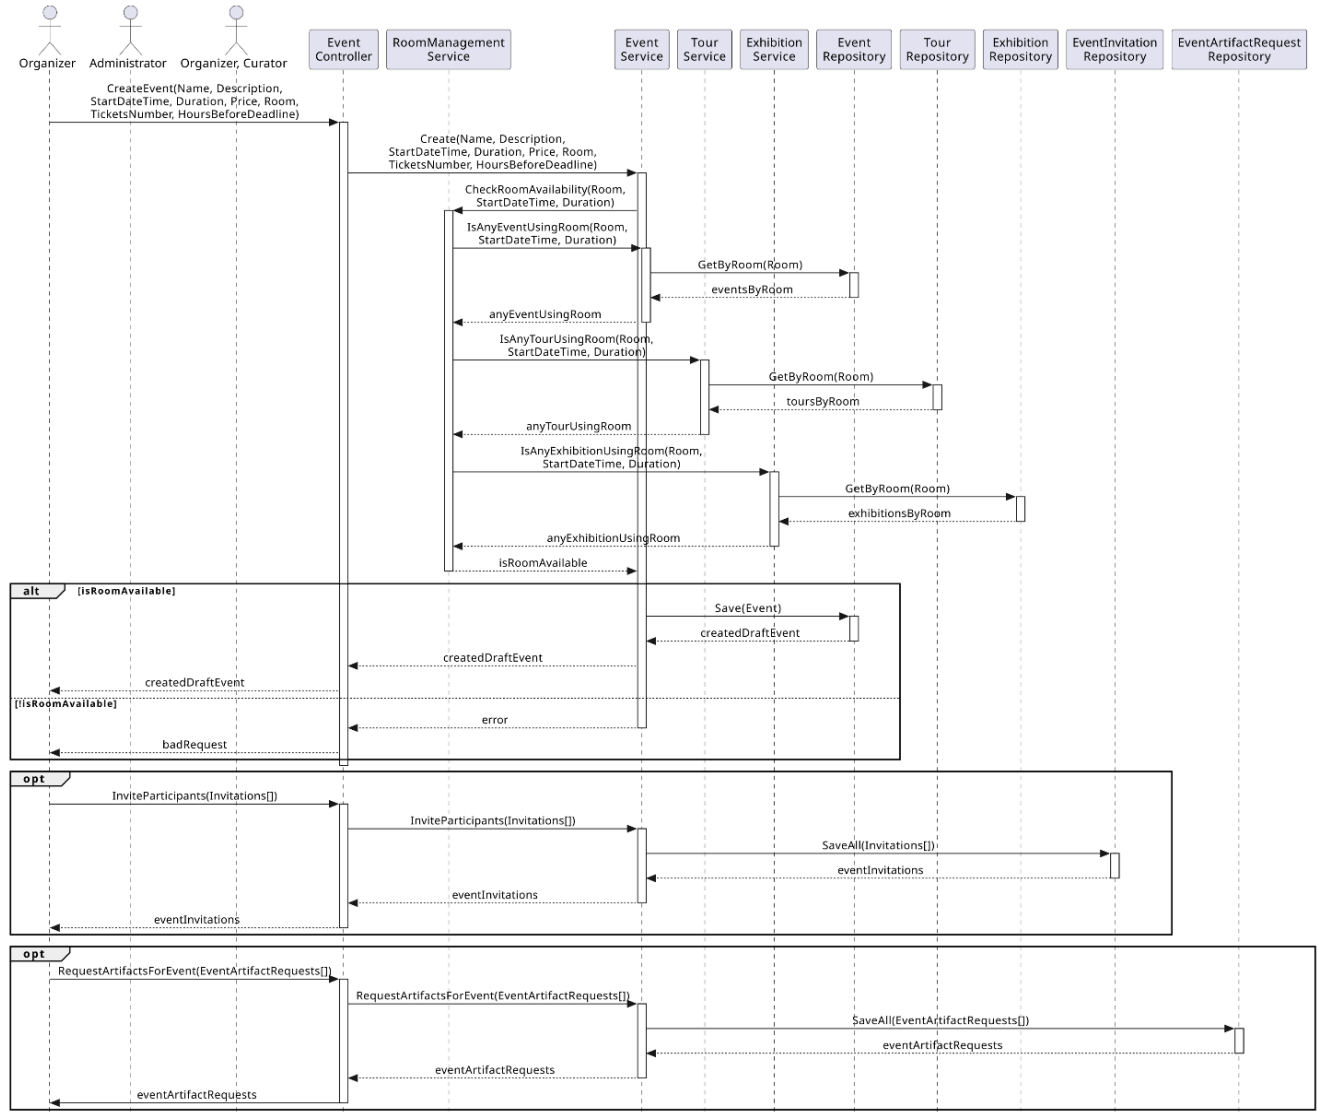 Organizer
Administrator
Organizer, Curator
Event
Controller
RoomManagement
Service
Event
Service
Tour
Service
Exhibition
Service
Event
Repository
Tour
Repository
Exhibition
Repository
EventInvitation
Repository
EventArtifactRequest
Repository
CreateEvent(Name, Description,
StartDateTime, Duration, Price, Room,
TicketsNumber, HoursBeforeDeadline)
Create(Name, Description,
StartDateTime, Duration, Price, Room,
TicketsNumber, HoursBeforeDeadline)
CheckRoomAvailability(Room,
StartDateTime, Duration)
IsAnyEventUsingRoom(Room,
StartDateTime, Duration)
GetByRoom(Room)
eventsByRoom
anyEventUsingRoom
IsAnyTourUsingRoom(Room,
StartDateTime, Duration)
GetByRoom(Room)
toursByRoom
anyTourUsingRoom
IsAnyExhibitionUsingRoom(Room,
StartDateTime, Duration)
GetByRoom(Room)
exhibitionsByRoom
anyExhibitionUsingRoom
isRoomAvailable
alt [isRoomAvailable]
Save(Event)
createdDraftEvent
createdDraftEvent
createdDraftEvent
[!isRoomAvailable]
error
badRequest
opt
InviteParticipants(Invitations[])
InviteParticipants(Invitations[])
SaveAll(Invitations[])
eventInvitations
eventInvitations
eventInvitations
opt
RequestArtifactsForEvent(EventArtifactRequests[])
RequestArtifactsForEvent(EventArtifactRequests[])
SaveAll(EventArtifactRequests[])
eventArtifactRequests
eventArtifactRequests
eventArtifactRequests